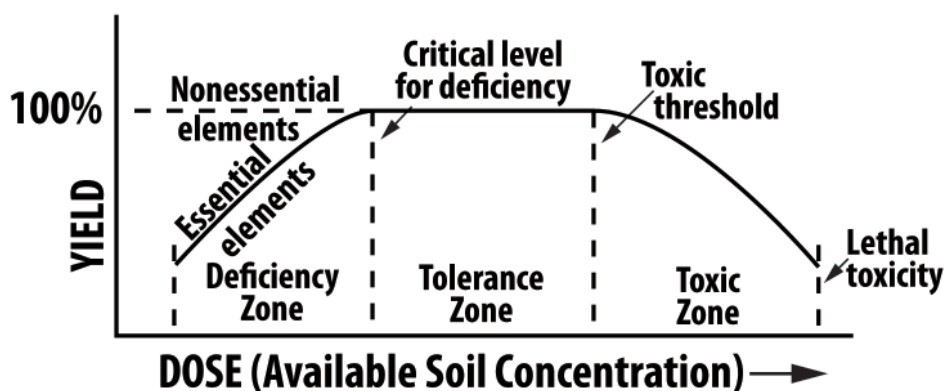 Critical level
for deficiency
Toxic
threshold
Nonessential
elements
100%
Essential
elements
YIELD
Lethal
toxicity
Deficiency
Zone
Tolerance
Zone
Toxic
Zone
DOSE (Available Soil Concentration)